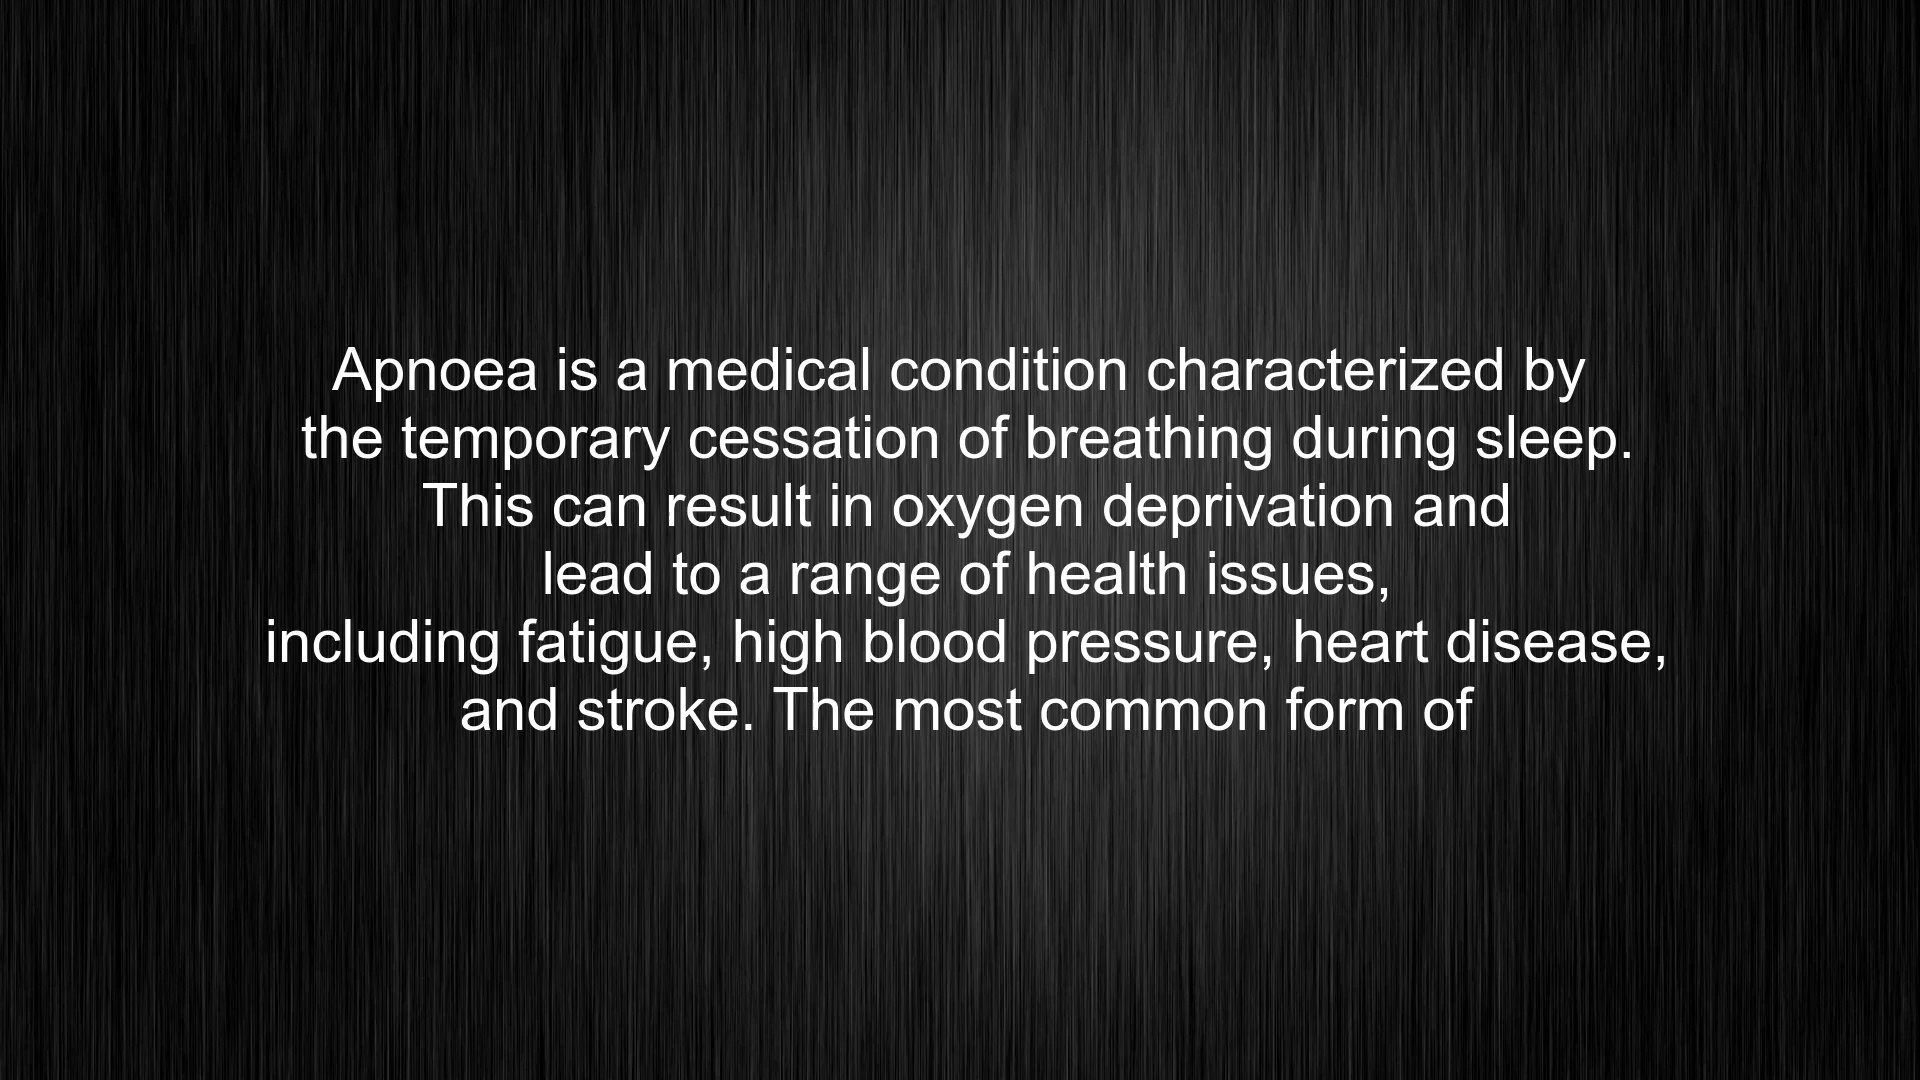 Apnoea is a medical condition characterized by
the temporary cessation of breathing during sleep.
This can result in oxygen deprivation and
lead to a range of health issues,
including fatigue, high blood pressure, heart disease,
and stroke. The most common form of